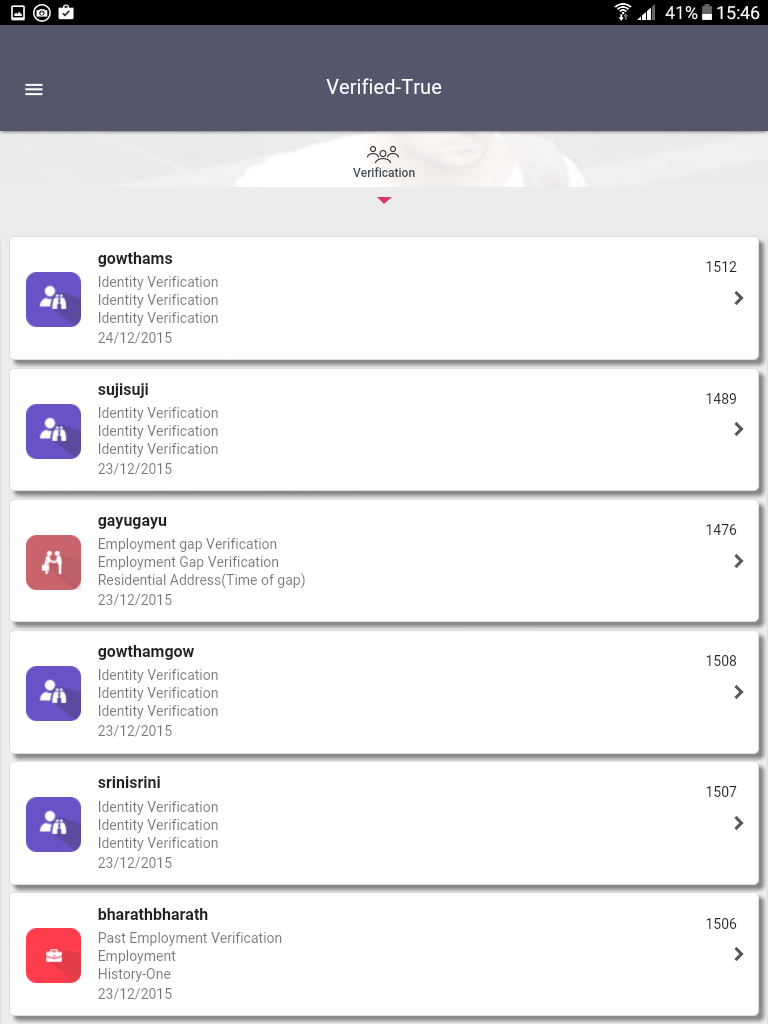 41% 15:46
Verified-True
Verification
gowthams
1512
Identity Verification
Identity Verification
Identity Verification
24/12/2015
sujisuji
1489
Identity Verification
Identity Verification
Identity Verification
23/12/2015
gayugayu
1476
Employment gap Verification
Employment Gap Verification
Residential Address(Time of gap)
23/12/2015
gowthamgow
1508
Identity Verification
Identity Verification
Identity Verification
23/12/2015
srinisrini
1507
Identity Verification
Identity Verification
Identity Verification
23/12/2015
bharathbharath
1506
Past Employment Verification
Employment
History-One
23/12/2015